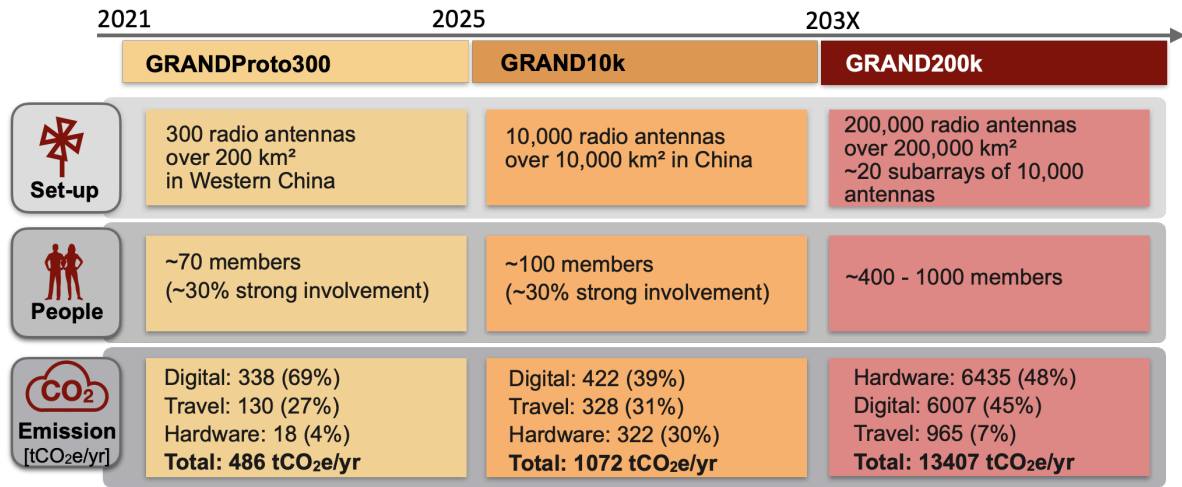 2021 2025 203X
GRANDProto300 GRAND10k GRAND200k
Set-up
300 radio antennas
over 200 km²
in Western China
10,000 radio antennas
over 10,000 km² in China
200,000 radio antennas
over 200,000 km²
~20 subarrays of 10,000
antennas
People
~70 members
(~30% strong involvement)
~100 members
(~30% strong involvement)
~400 - 1000 members
CO₂
Emission
[tCO₂e/yr]
Digital: 338 (69%)
Travel: 130 (27%)
Hardware: 18 (4%)
Total: 486 tCO₂e/yr
Digital: 422 (39%)
Travel: 328 (31%)
Hardware: 322 (30%)
Total: 1072 tCO₂e/yr
Hardware: 6435 (48%)
Digital: 6007 (45%)
Travel: 965 (7%)
Total: 13407 tCO₂e/yr